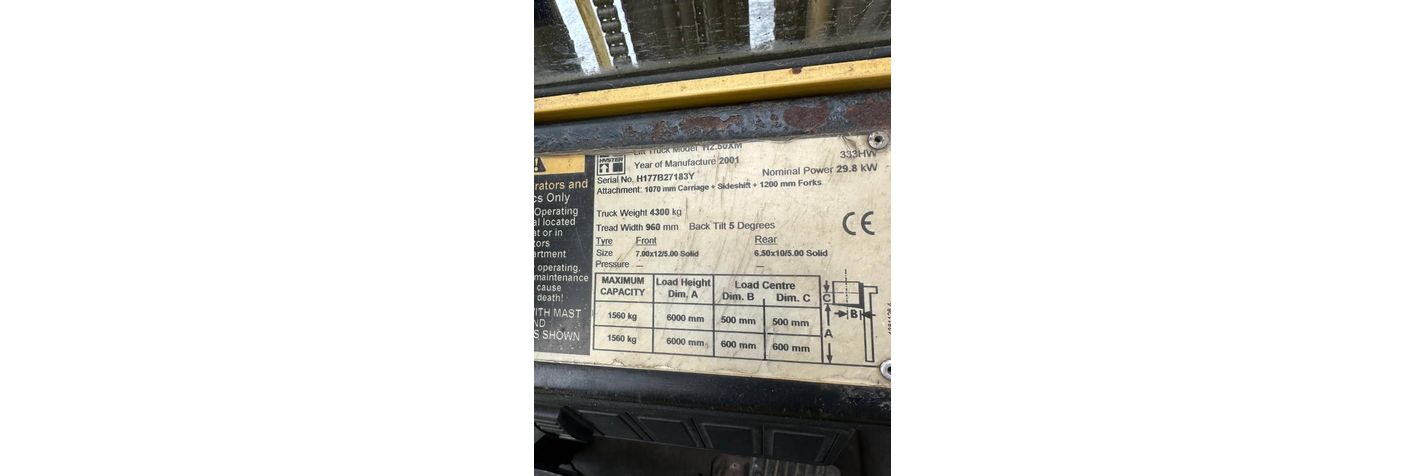 HYSTER
Lift Truck Model H2.50XM
333HW
Year of Manufacture 2001
Nominal Power 29.8 kW
Serial No. H177B27183Y
Attachment: 1070 mm Carriage + Sideshift + 1200 mm Forks
Truck Weight 4300 kg
Tread Width 960 mm Back Tilt 5 Degrees
CE
Tyre Front Rear
Size 7.00x12/5.00 Solid 6.50x10/5.00 Solid
Pressure — —
MAXIMUM CAPACITY
Load Height Dim. A
Load Centre
Dim. B Dim. C
1560 kg 6000 mm 500 mm 500 mm
1560 kg 6000 mm 600 mm 600 mm
C
B
A
rators and
cs Only
Operating
al located
at or in
tors
artment
operating,
maintenance
cause
death!
WITH MAST
ND
S SHOWN